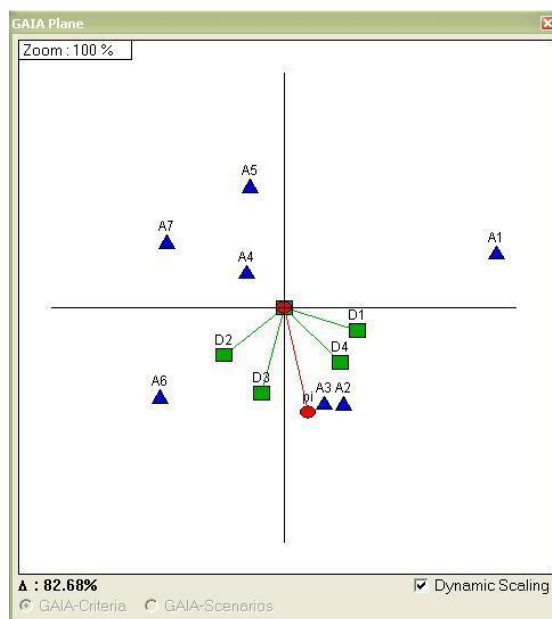 GAIA Plane
Zoom : 100 %
A5
A7
A1
A4
D1
D2
D4
D3
A6
pi
A3
A2
Δ : 82.68%
Dynamic Scaling
GAIA-Criteria
GAIA-Scenarios